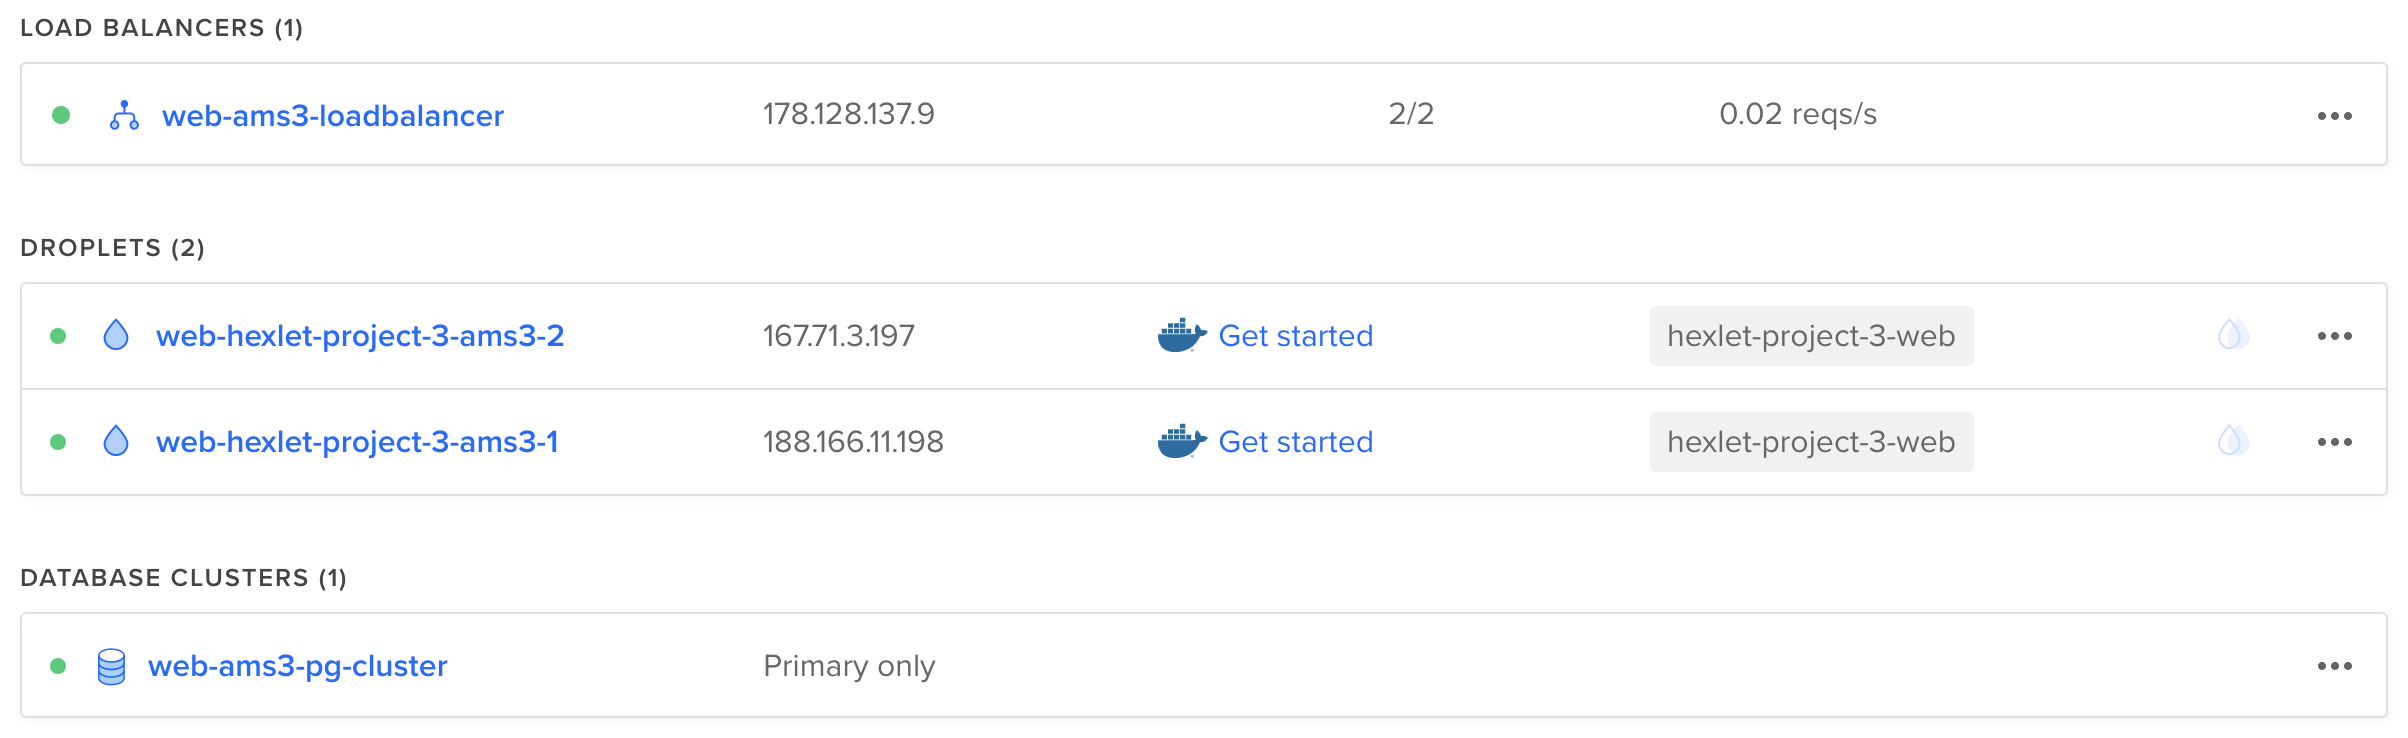 LOAD BALANCERS (1)
web-ams3-loadbalancer 178.128.137.9 2/2 0.02 reqs/s
DROPLETS (2)
web-hexlet-project-3-ams3-2 167.71.3.197 Get started hexlet-project-3-web
web-hexlet-project-3-ams3-1 188.166.11.198 Get started hexlet-project-3-web
DATABASE CLUSTERS (1)
web-ams3-pg-cluster Primary only